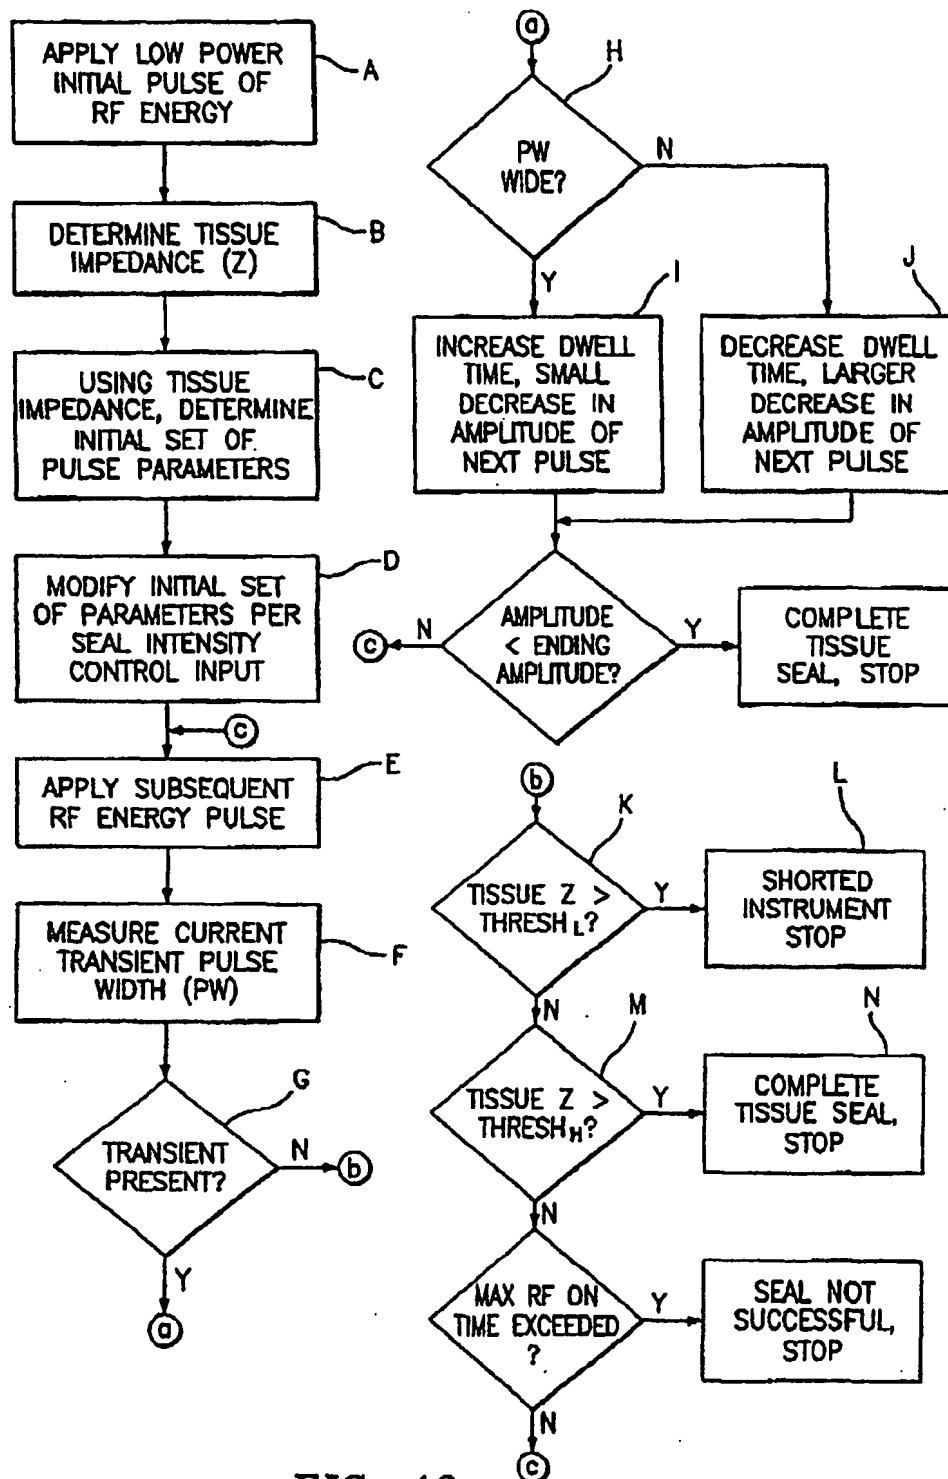 APPLY LOW POWER
INITIAL PULSE OF
RF ENERGY
A
DETERMINE TISSUE
IMPEDANCE (Z)
B
USING TISSUE
IMPEDANCE, DETERMINE
INITIAL SET OF
PULSE PARAMETERS
C
MODIFY INITIAL SET
OF PARAMETERS PER
SEAL INTENSITY
CONTROL INPUT
D
c
APPLY SUBSEQUENT
RF ENERGY PULSE
E
MEASURE CURRENT
TRANSIENT PULSE
WIDTH (PW)
F
TRANSIENT
PRESENT?
G
N
b
Y
a
a
PW
WIDE?
H
N
Y
INCREASE DWELL
TIME, SMALL
DECREASE IN
AMPLITUDE OF
NEXT PULSE
I
DECREASE DWELL
TIME, LARGER
DECREASE IN
AMPLITUDE OF
NEXT PULSE
J
AMPLITUDE
< ENDING
AMPLITUDE?
N
c
Y
COMPLETE
TISSUE
SEAL, STOP
b
TISSUE Z >
THRESH L?
K
Y
SHORTED
INSTRUMENT
STOP
L
N
TISSUE Z >
THRESH H?
M
Y
COMPLETE
TISSUE SEAL,
STOP
N
N
MAX RF ON
TIME EXCEEDED
?
Y
SEAL NOT
SUCCESSFUL,
STOP
N
c